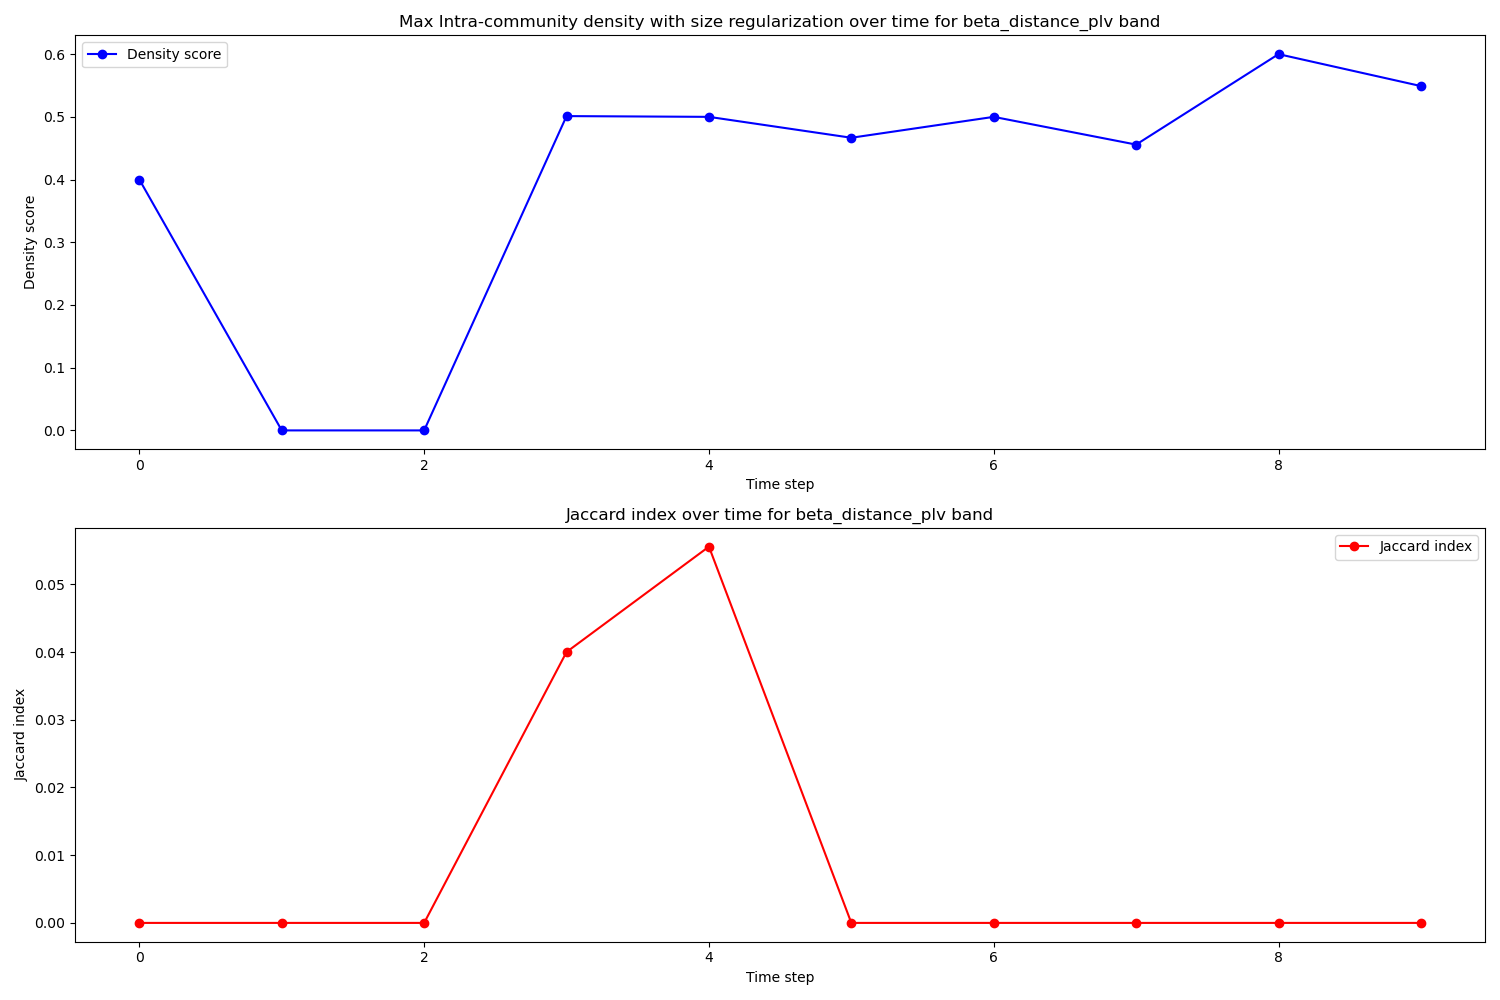 Max Intra-community density with size regularization over time for beta_distance_plv band
Density score
0.6
0.5
0.4
0.3
0.2
0.1
0.0
Density score
0 2 4 6 8
Time step
Jaccard index over time for beta_distance_plv band
Jaccard index
0.05
0.04
0.03
0.02
0.01
0.00
Jaccard index
0 2 4 6 8
Time step